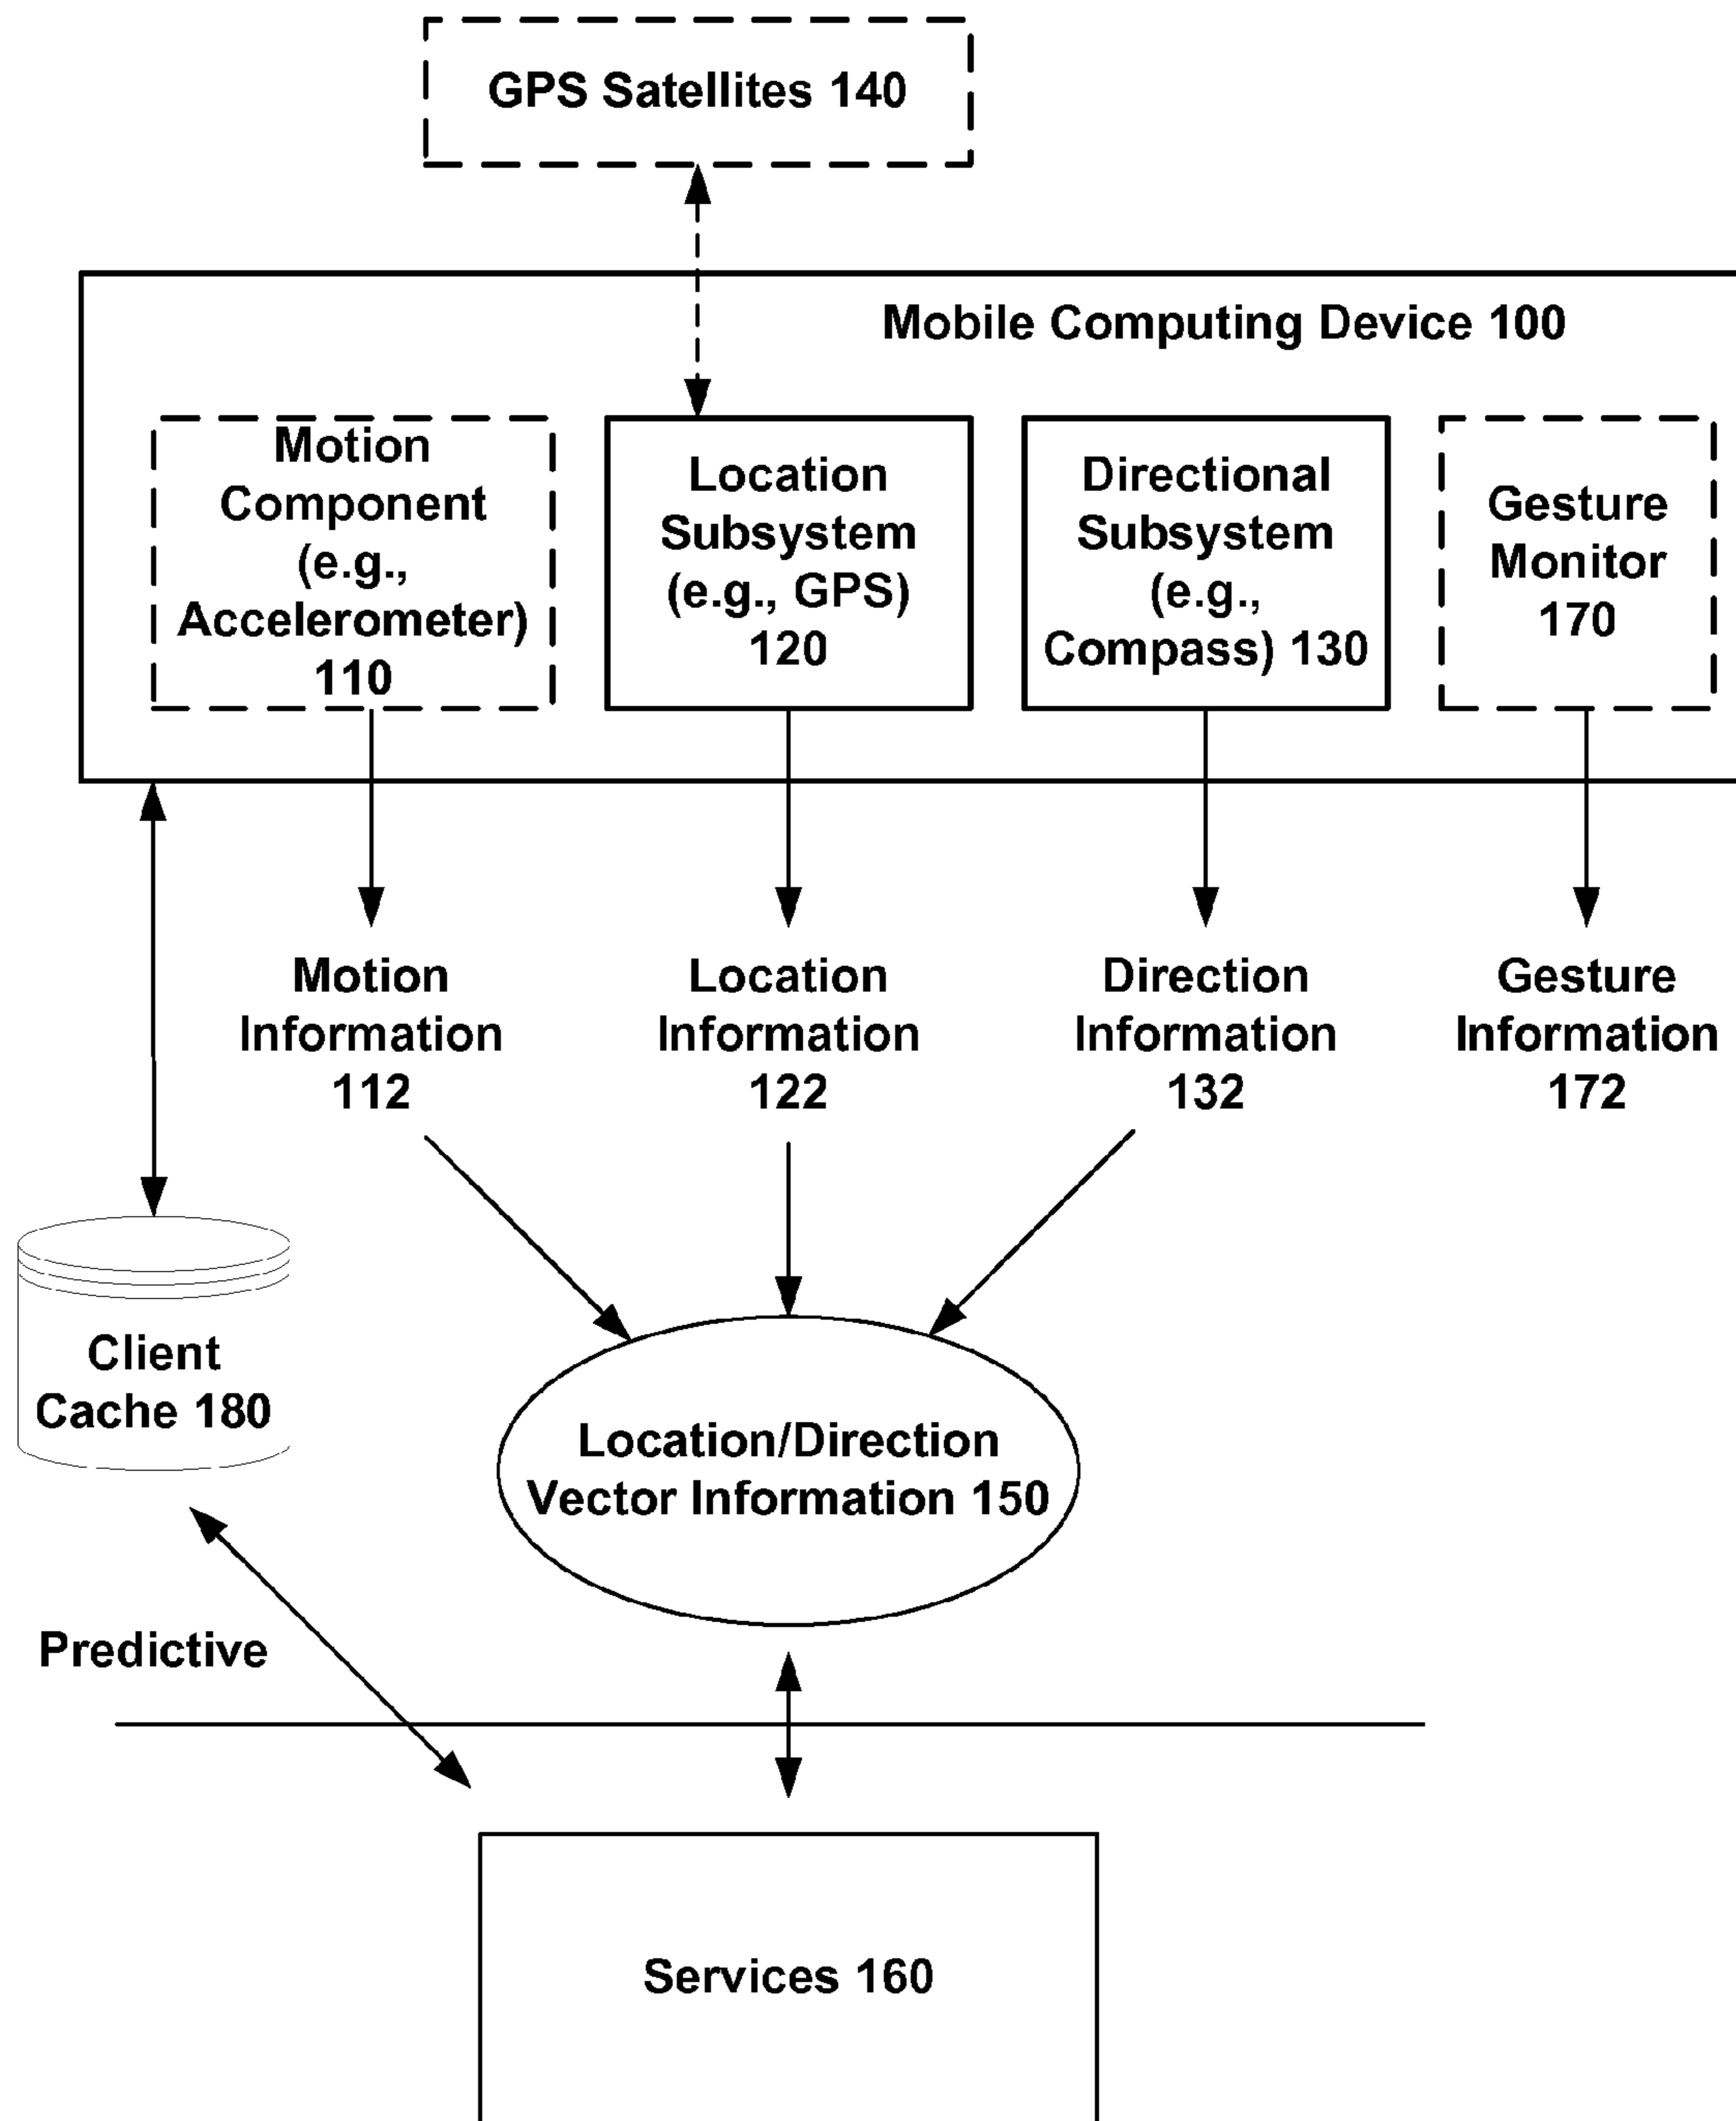 GPS Satellites 140
Mobile Computing Device 100
Motion
Component
(e.g.,
Accelerometer)
110
Location
Subsystem
(e.g., GPS)
120
Directional
Subsystem
(e.g.,
Compass) 130
Gesture
Monitor
170
Motion
Information
112
Location
Information
122
Direction
Information
132
Gesture
Information
172
Client
Cache 180
Location/Direction
Vector Information 150
Predictive
Services 160